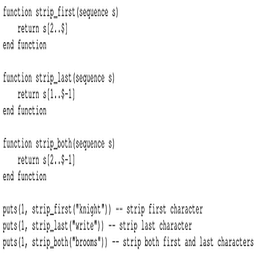 function strip_first(sequence s)
return s[2..$]
end function
function strip_last(sequence s)
return s[1..$-1]
end function
function strip_both(sequence s)
return s[2..$-1]
end function
puts(1, strip_first("knight")) -- strip first character
puts(1, strip_last("write")) -- strip last character
puts(1, strip_both("brooms")) -- strip both first and last characters